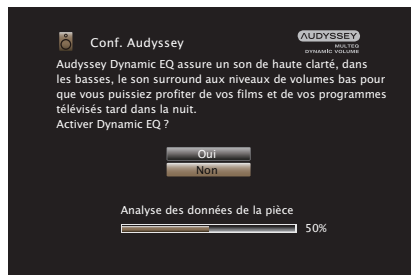 Conf. Audyssey
AUDYSSEY
MULTEQ
DYNAMIC VOLUME
Audyssey Dynamic EQ assure un son de haute clarté, dans
les basses, le son surround aux niveaux de volumes bas pour
que vous puissiez profiter de vos films et de vos programmes
télévisés tard dans la nuit.
Activer Dynamic EQ ?
Oui
Non
Analyse des données de la pièce
50%